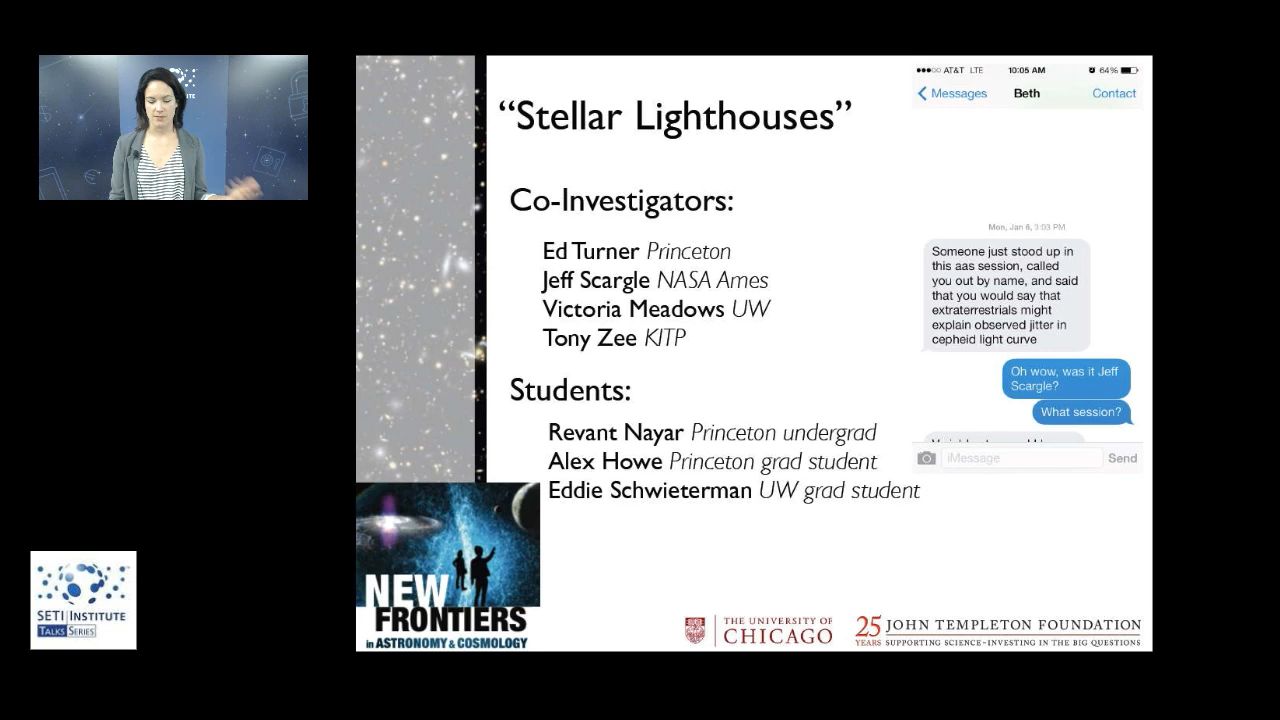 "Stellar Lighthouses"
Co-Investigators:
Ed Turner Princeton
Jeff Scargle NASA Ames
Victoria Meadows UW
Tony Zee KITP
Students:
Revant Nayar Princeton undergrad
Alex Howe Princeton grad student
Eddie Schwieterman UW grad student
AT&T LTE 10:05 AM 64%
Messages Beth Contact
Mon, Jan 6, 3:03 PM
Someone just stood up in
this aas session, called
you out by name, and said
that you would say that
extraterrestrials might
explain observed jitter in
cepheid light curve
Oh wow, was it Jeff
Scargle?
What session?
iMessage Send
NEW
FRONTIERS
in ASTRONOMY & COSMOLOGY
THE UNIVERSITY OF
CHICAGO
25 JOHN TEMPLETON FOUNDATION
YEARS SUPPORTING SCIENCE~INVESTING IN THE BIG QUESTIONS
SETI INSTITUTE
TALKS SERIES